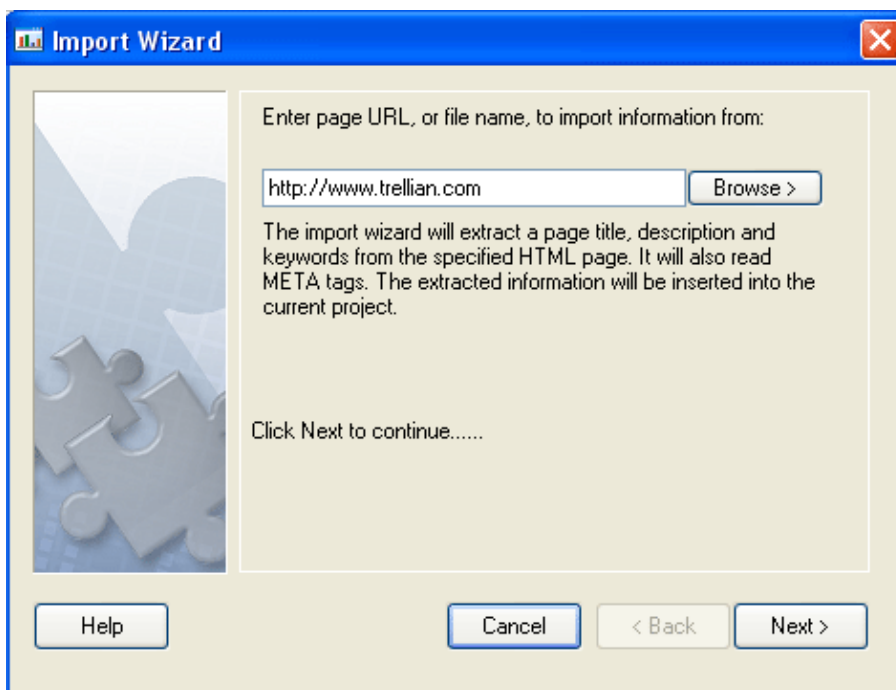 Import Wizard
Enter page URL, or file name, to import information from:
http://www.trellian.com
Browse >
The import wizard will extract a page title, description and
keywords from the specified HTML page. It will also read
META tags. The extracted information will be inserted into the
current project.
Click Next to continue......
Help
Cancel
< Back
Next >